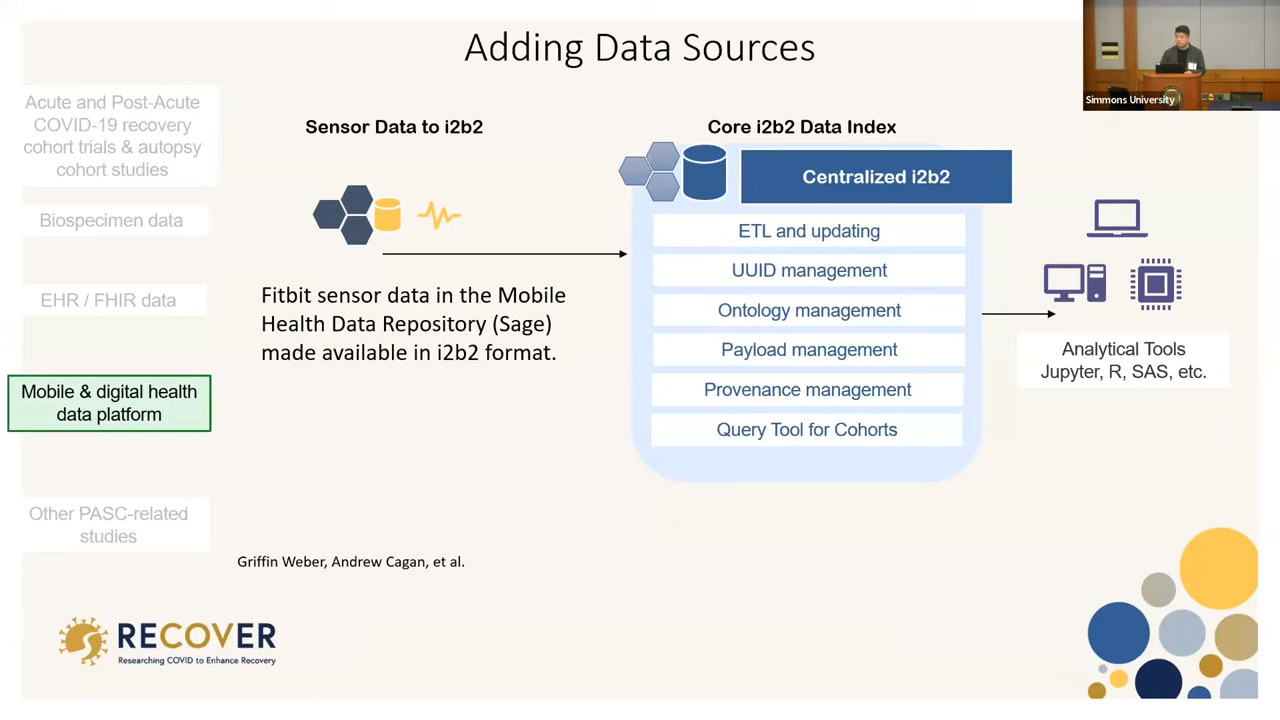 Adding Data Sources
Simmons University
Acute and Post-Acute
COVID-19 recovery
cohort trials & autopsy
cohort studies
Biospecimen data
EHR / FHIR data
Mobile & digital health
data platform
Other PASC-related
studies
Sensor Data to i2b2
Fitbit sensor data in the Mobile
Health Data Repository (Sage)
made available in i2b2 format.
Core i2b2 Data Index
Centralized i2b2
ETL and updating
UUID management
Ontology management
Payload management
Provenance management
Query Tool for Cohorts
Analytical Tools
Jupyter, R, SAS, etc.
Griffin Weber, Andrew Cagan, et al.
RECOVER
Researching COVID to Enhance Recovery